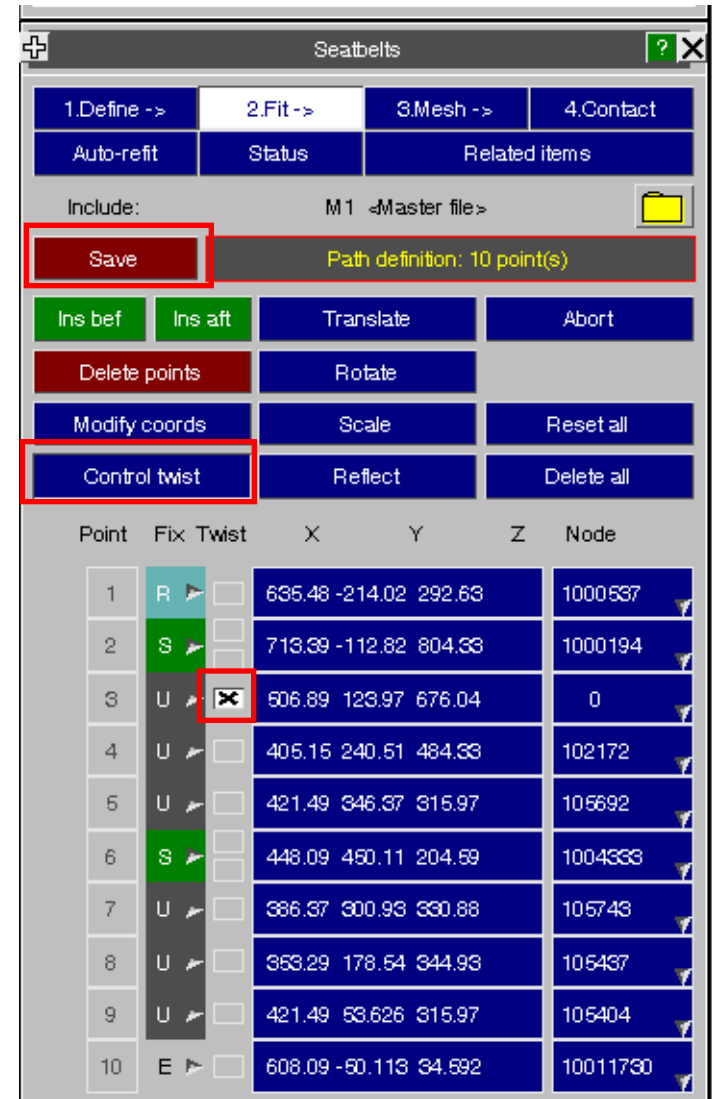 Seatbelts ?
1.Define -> 2.Fit -> 3.Mesh -> 4.Contact
Auto-refit Status Related items
Include: M1 <Master file>
Save Path definition: 10 point(s)
Ins bef Ins aft Translate Abort
Delete points Rotate
Modify coords Scale Reset all
Control twist Reflect Delete all
Point Fix Twist X Y Z Node
1 R 635.48 -214.02 292.63 1000537
2 S 713.39 -112.82 804.33 1000194
3 U 506.89 123.97 676.04 0
4 U 405.15 240.51 484.33 102172
5 U 421.49 346.37 315.97 105692
6 S 448.09 450.11 204.59 1004333
7 U 386.37 300.93 330.88 105743
8 U 353.29 178.54 344.93 105437
9 U 421.49 53.626 315.97 105404
10 E 608.09 -50.113 34.592 10011730